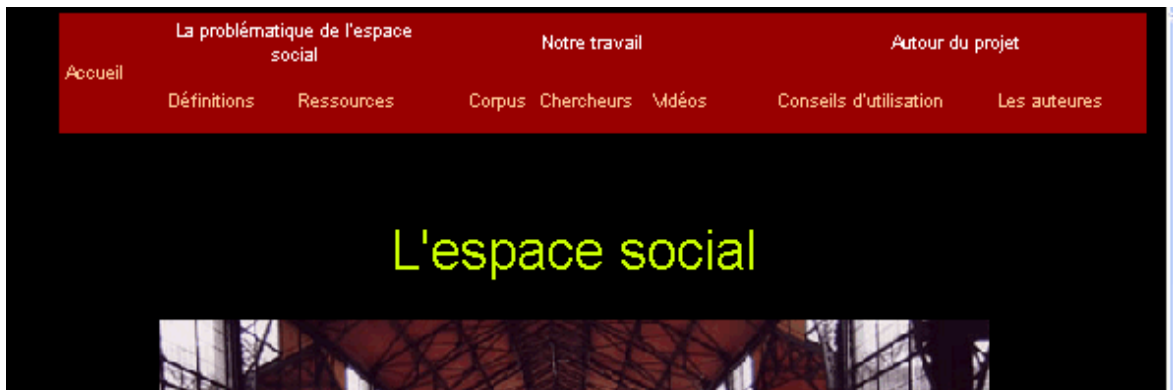 La problématique de l'espace social
Notre travail
Autour du projet
Accueil
Définitions Ressources Corpus Chercheurs Vidéos Conseils d'utilisation Les auteures
L'espace social